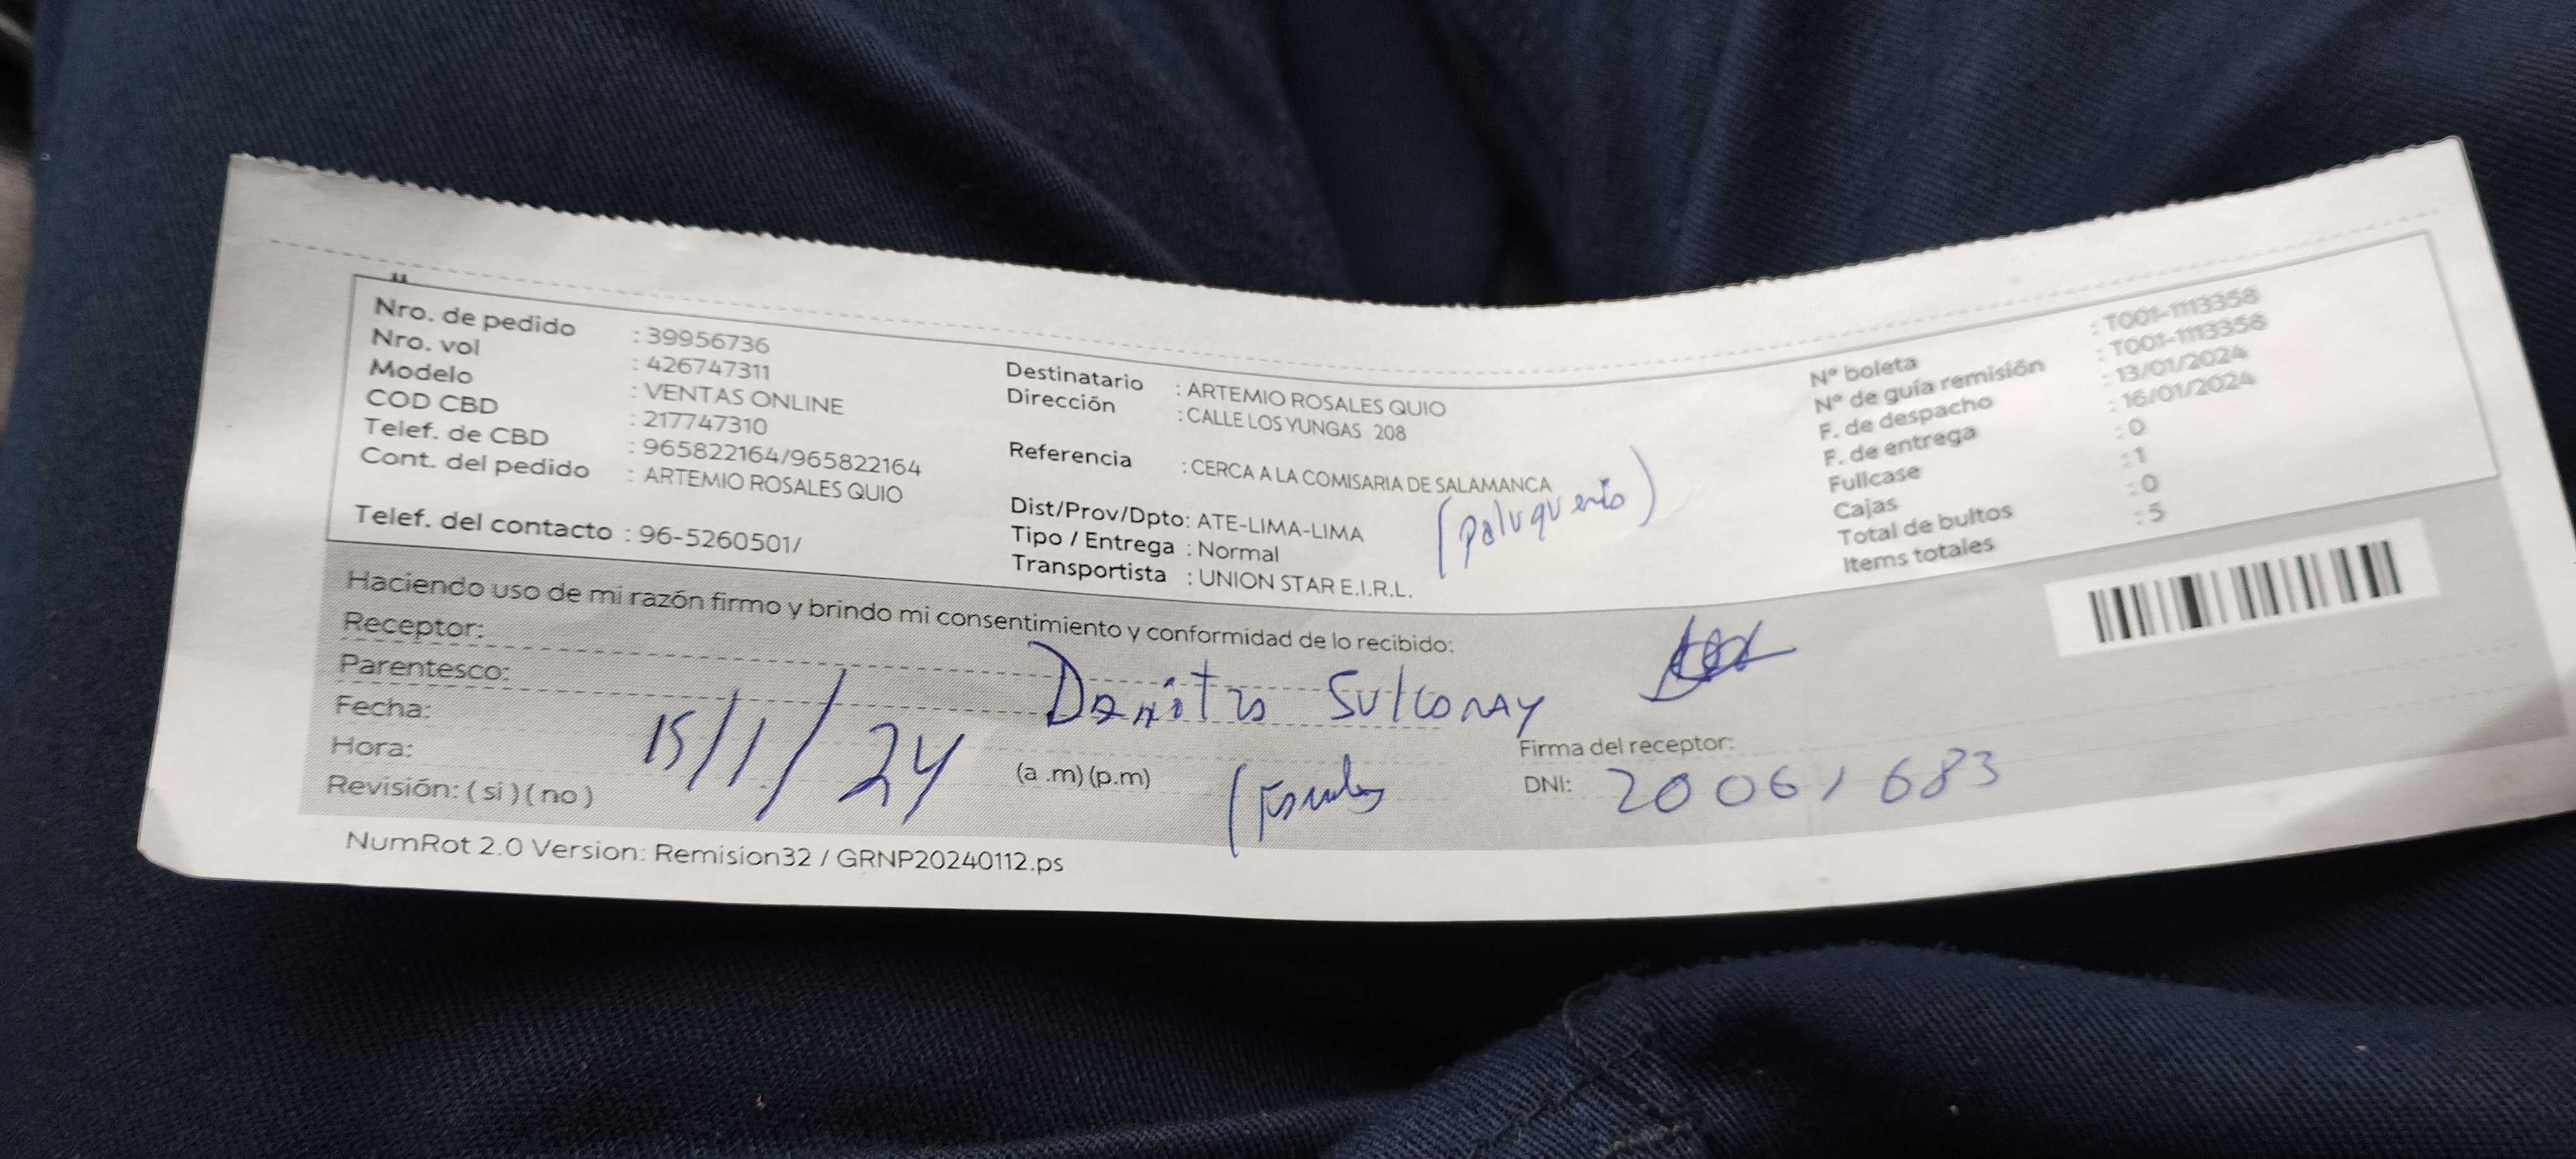 Nro. de pedido : 39956736
Nro. vol : 426747311
Modelo : VENTAS ONLINE
COD CBD : 217747310
Telef. de CBD : 965822164/965822164
Cont. del pedido : ARTEMIO ROSALES QUIO
Telef. del contacto : 96-5260501/
Destinatario : ARTEMIO ROSALES QUIO
Dirección : CALLE LOS YUNGAS 208
Referencia : CERCA A LA COMISARIA DE SALAMANCA
Dist/Prov/Dpto: ATE-LIMA-LIMA
Tipo / Entrega : Normal
Transportista : UNION STAR E.I.R.L.
N° boleta : T001-1113358
N° de guía remisión : T001-1113358
F. de despacho : 13/01/2024
F. de entrega : 16/01/2024
Fullcase : 0
Cajas : 1
Total de bultos : 0
Items totales : 5
Haciendo uso de mi razón firmo y brindo mi consentimiento y conformidad de lo recibido:
Receptor:
Parentesco:
Fecha: 15/1/24
Hora: (a .m) (p.m)
Revisión: ( si ) ( no )
Firma del receptor:
DNI: 20061683
NumRot 2.0 Version: Remision32 / GRNP20240112.ps